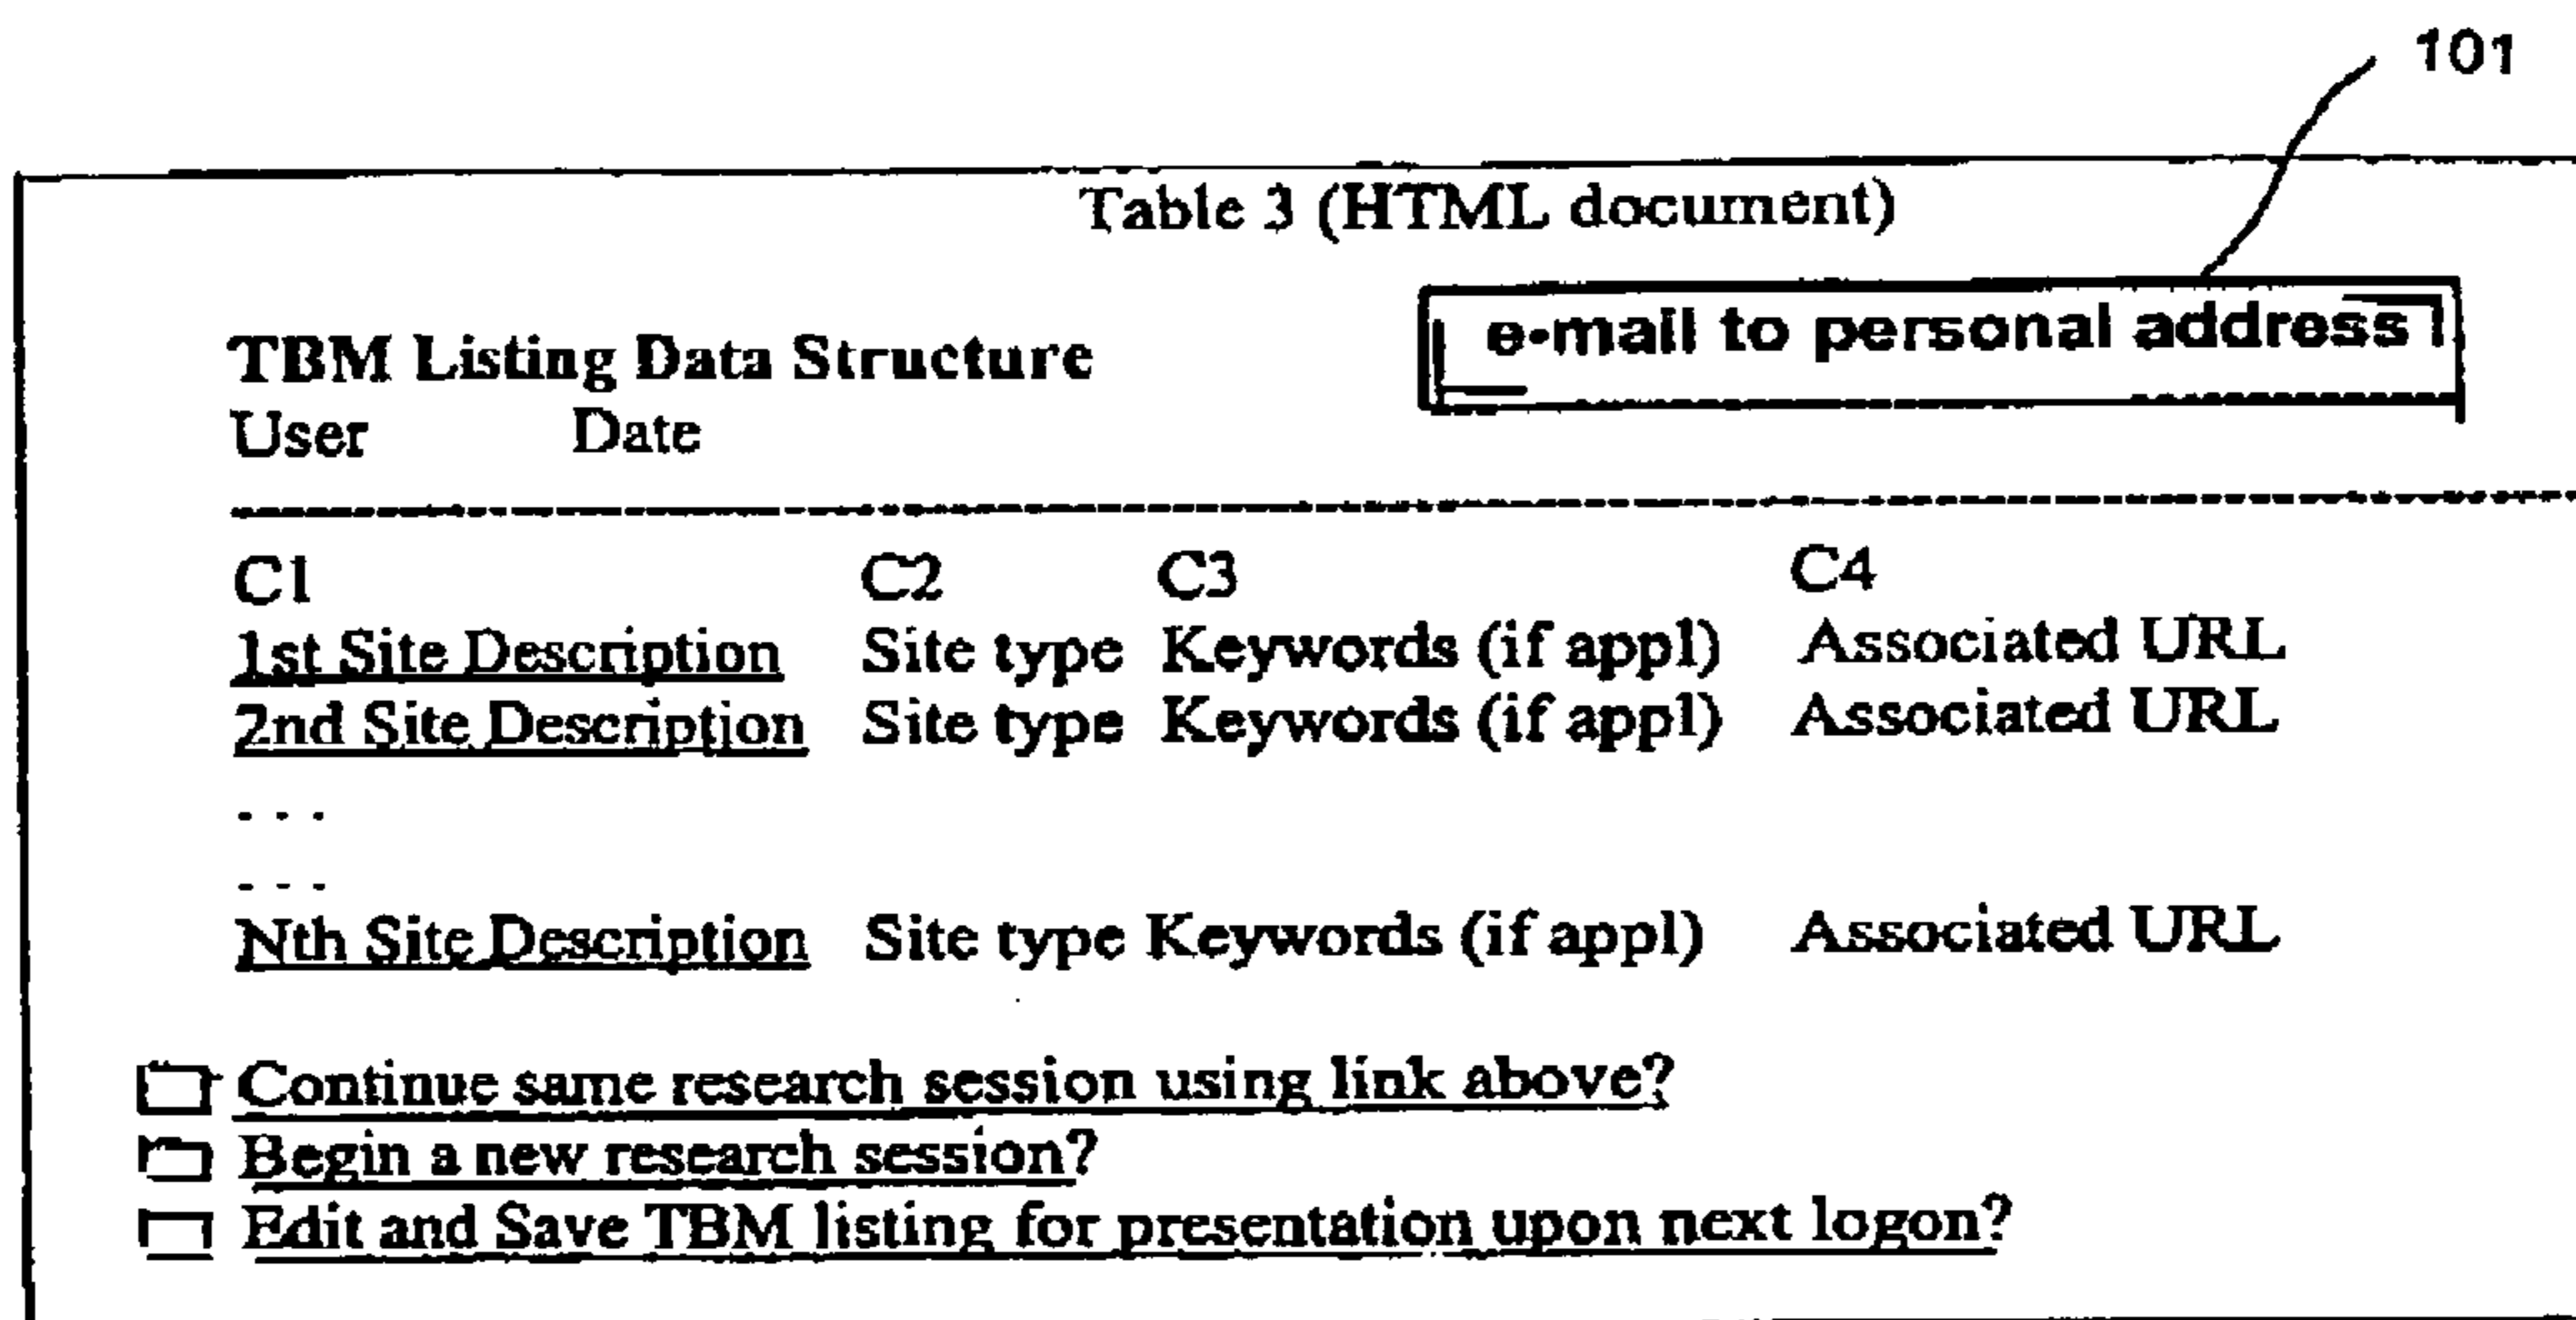 101
Table 3 (HTML document)
e-mail to personal address
TBM Listing Data Structure
User Date
C1 C2 C3 C4
1st Site Description Site type Keywords (if appl) Associated URL
2nd Site Description Site type Keywords (if appl) Associated URL
. . .
- - -
Nth Site Description Site type Keywords (if appl) Associated URL
Continue same research session using link above?
Begin a new research session?
Edit and Save TBM listing for presentation upon next logon?